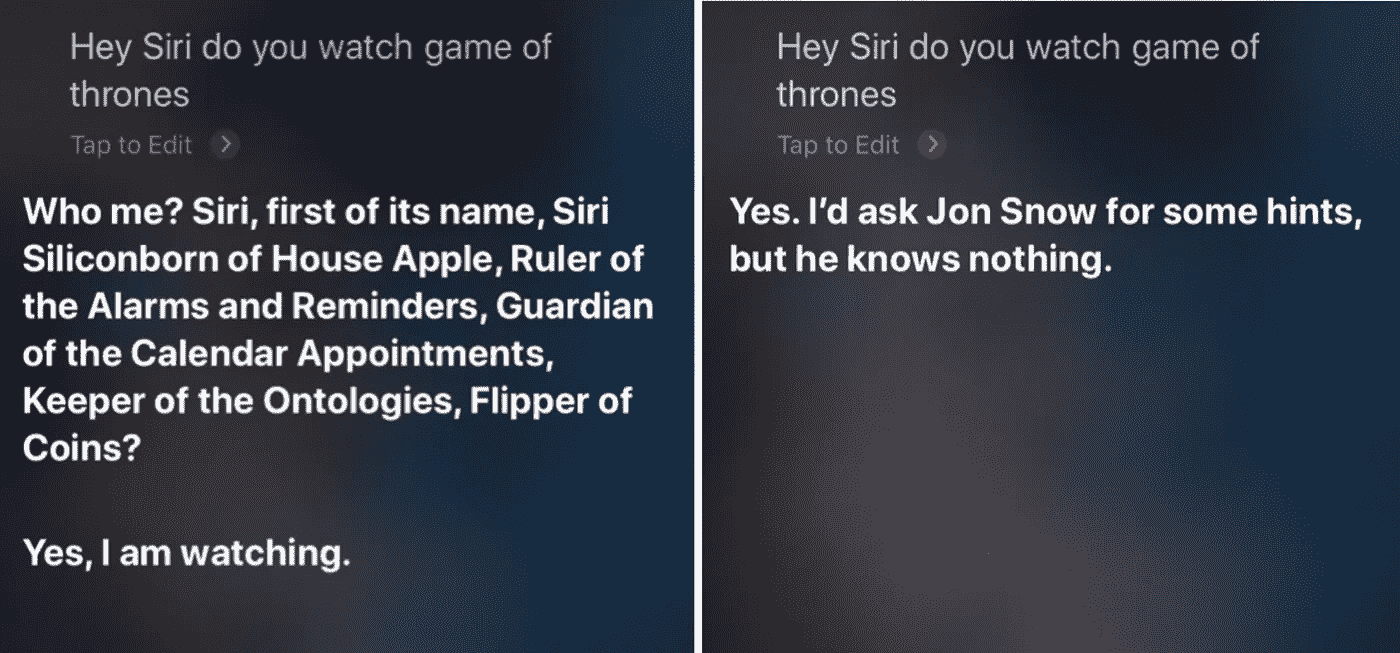 Hey Siri do you watch game of
thrones
Tap to Edit
Who me? Siri, first of its name, Siri
Siliconborn of House Apple, Ruler of
the Alarms and Reminders, Guardian
of the Calendar Appointments,
Keeper of the Ontologies, Flipper of
Coins?
Yes, I am watching.
Hey Siri do you watch game of
thrones
Tap to Edit
Yes. I’d ask Jon Snow for some hints,
but he knows nothing.